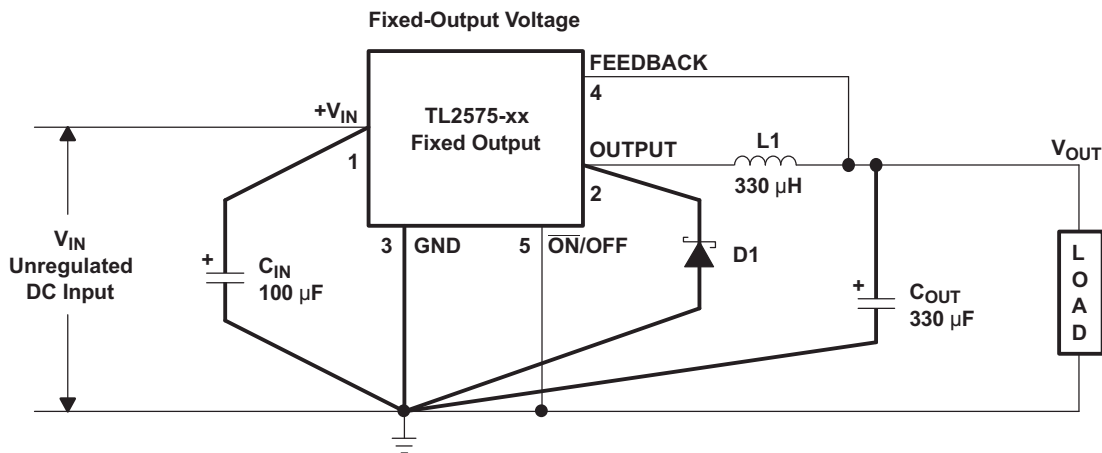 Fixed-Output Voltage
FEEDBACK
4
+VIN
TL2575-xx
Fixed Output
1
OUTPUT
2
L1
330 µH
VOUT
3
GND
5
ON/OFF
D1
VIN
Unregulated
DC Input
+
CIN
100 µF
+
COUT
330 µF
L
O
A
D